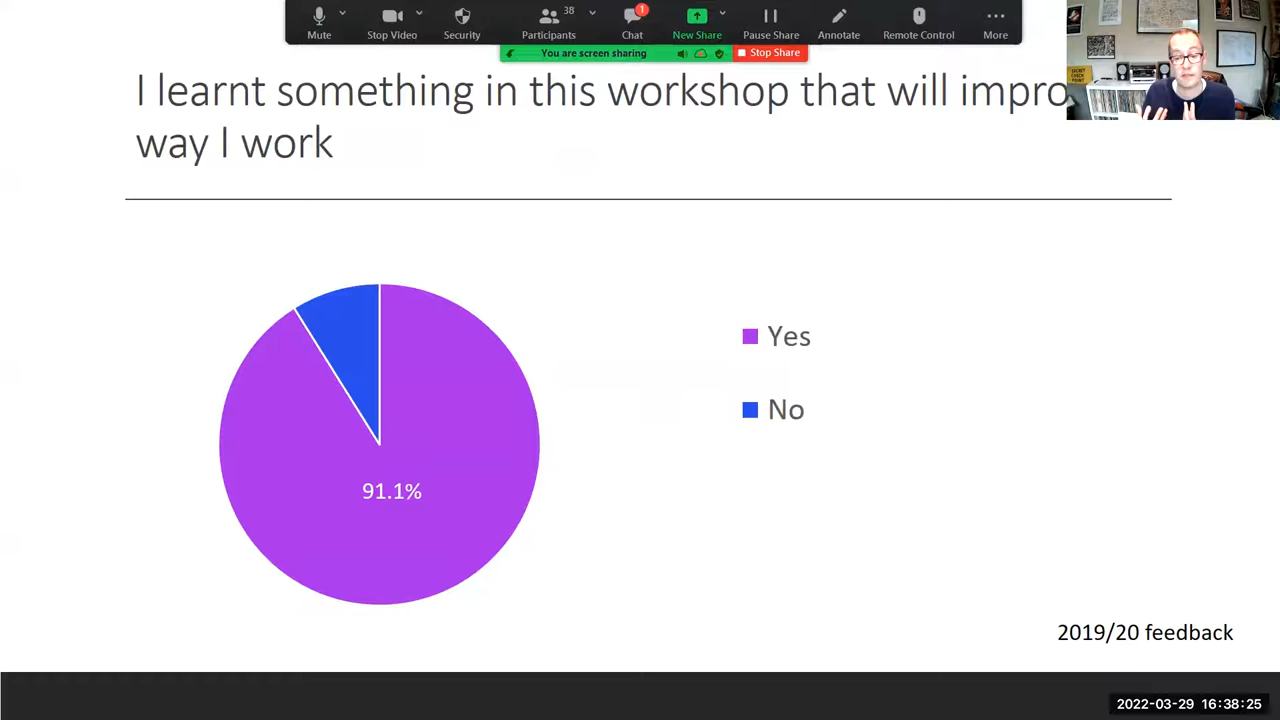 38
1
Mute
Stop Video
Security
Participants
Chat
New Share
Pause Share
Annotate
Remote Control
More
You are screen sharing
Stop Share
I learnt something in this workshop that will impro
way I work
Yes
No
91.1%
2019/20 feedback
2022-03-29 16:38:25